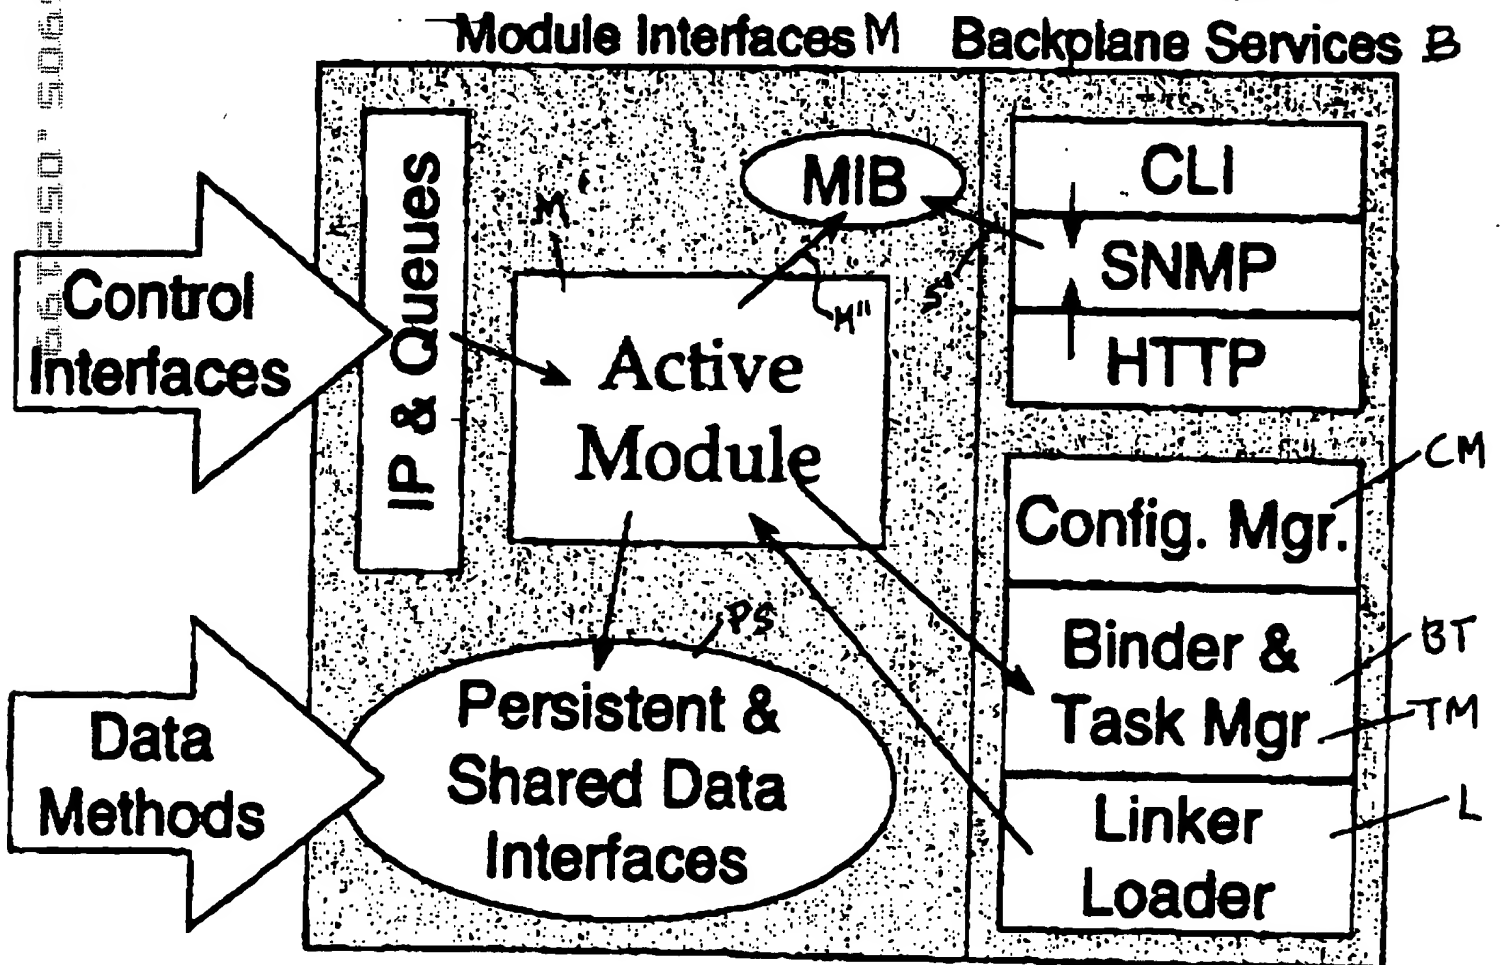 Module Interfaces M
Backplane Services B
IP & Queues
MIB
M'
M"
S'
Control
Interfaces
Active
Module
CLI
SNMP
HTTP
CM
Config. Mgr.
PS
BT
Binder &
Task Mgr
TM
Persistent &
Shared Data
Interfaces
Data
Methods
L
Linker
Loader